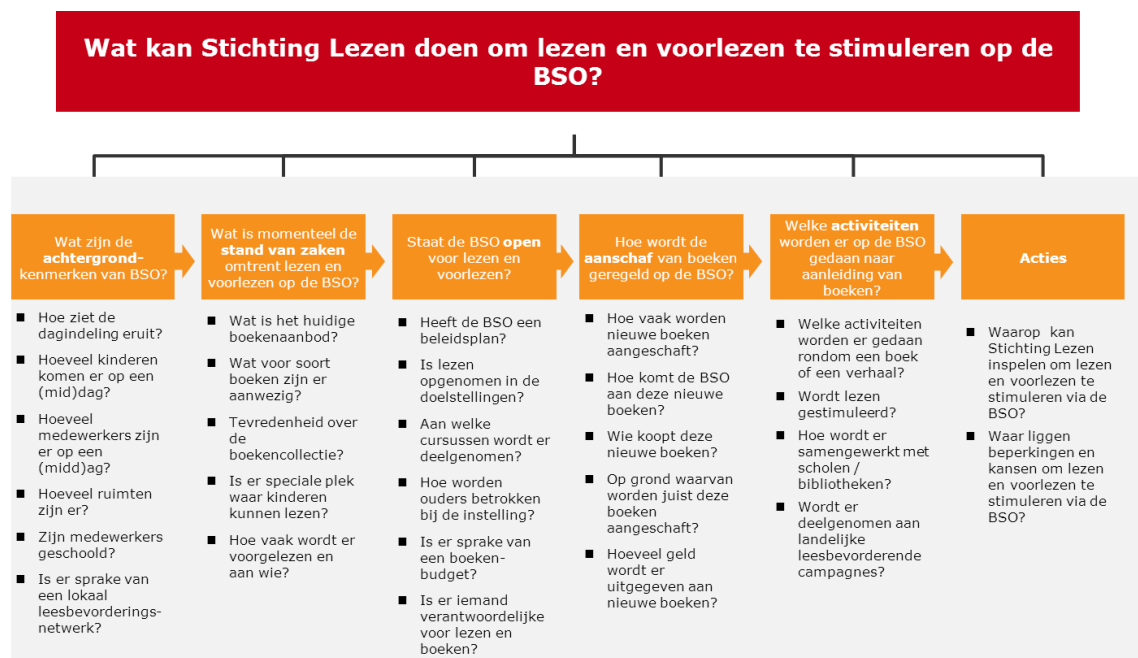 Wat kan Stichting Lezen doen om lezen en voorlezen te stimuleren op de
BSO?
Wat zijn de
achtergrond-
kenmerken van BSO?
■ Hoe ziet de
dagindeling eruit?
■ Hoeveel kinderen
komen er op een
(mid)dag?
■ Hoeveel
medewerkers zijn
er op een
(midd)ag?
■ Hoeveel ruimten
zijn er?
■ Zijn medewerkers
geschoold?
■ Is er sprake van
een lokaal
leesbevorderings-
netwerk?
Wat is momenteel de
stand van zaken
omtrent lezen en
voorlezen op de BSO?
■ Wat is het huidige
boekenaanbod?
■ Wat voor soort
boeken zijn er
aanwezig?
■ Tevredenheid over
de
boekencollectie?
■ Is er speciale plek
waar kinderen
kunnen lezen?
■ Hoe vaak wordt er
voorgelezen en
aan wie?
Staat de BSO open
voor lezen en
voorlezen?
■ Heeft de BSO een
beleidsplan?
■ Is lezen
opgenomen in de
doelstellingen?
■ Aan welke
cursussen wordt er
deelgenomen?
■ Hoe worden
ouders betrokken
bij de instelling?
■ Is er sprake van
een boeken-
budget?
■ Is er iemand
verantwoordelijke
voor lezen en
boeken?
Hoe wordt de
aanschaf van boeken
geregeld op de BSO?
■ Hoe vaak worden
nieuwe boeken
aangeschaft?
■ Hoe komt de BSO
aan deze nieuwe
boeken?
■ Wie koopt deze
nieuwe boeken?
■ Op grond waarvan
worden juist deze
boeken
aangeschaft?
■ Hoeveel geld
wordt er
uitgegeven aan
nieuwe boeken?
Welke activiteiten
worden er op de BSO
gedaan naar
aanleiding van
boeken?
■ Welke activiteiten
worden er gedaan
rondom een boek
of een verhaal?
■ Wordt lezen
gestimuleerd?
■ Hoe wordt er
samengewerkt met
scholen /
bibliotheken?
■ Wordt er
deelgenomen aan
landelijke
leesbevorderende
campagnes?
Acties
■ Waarop kan
Stichting Lezen
inspelen om lezen
en voorlezen te
stimuleren via de
BSO?
■ Waar liggen
beperkingen en
kansen om lezen
en voorlezen te
stimuleren via de
BSO?